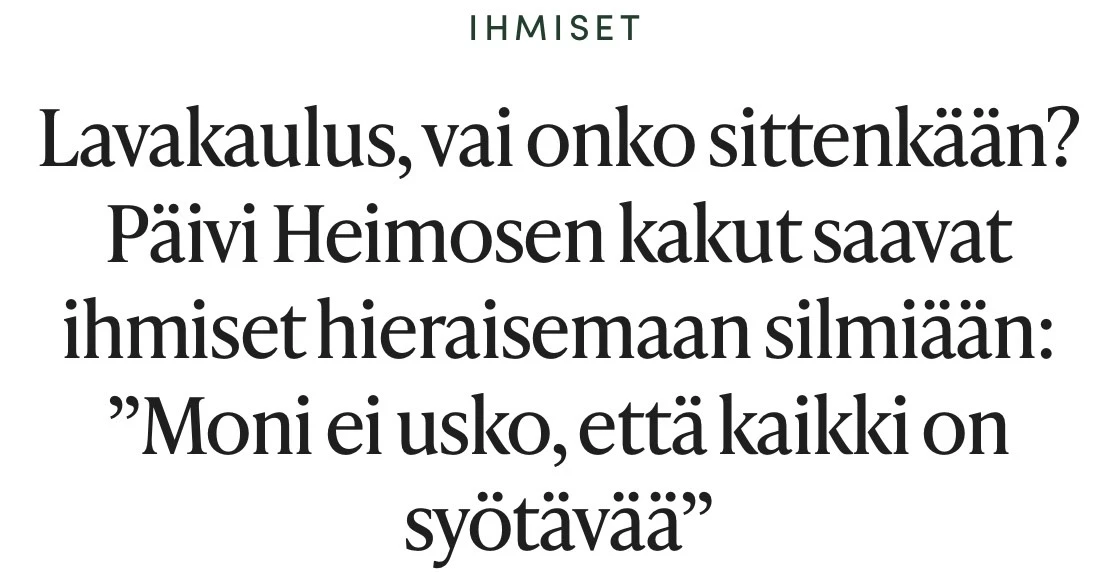 IHMISET
Lavakaulus, vai onko sittenkään?
Päivi Heimosen kakut saavat
ihmiset hieraisemaan silmiään:
”Moni ei usko, että kaikki on
syötävää”